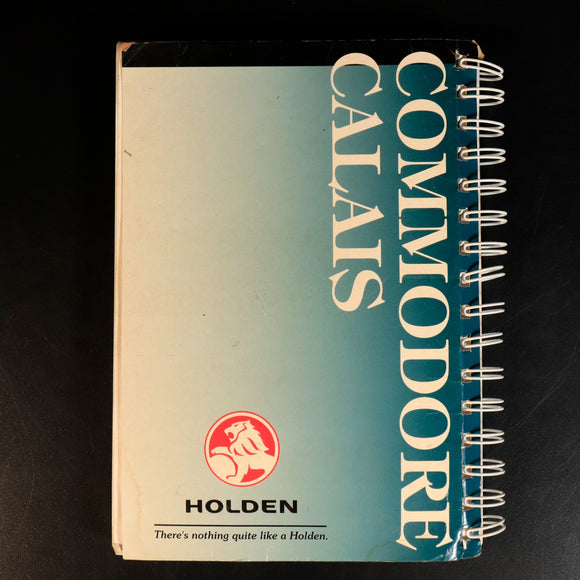 COMMODORE
CALAIS
HOLDEN
There's nothing quite like a Holden.